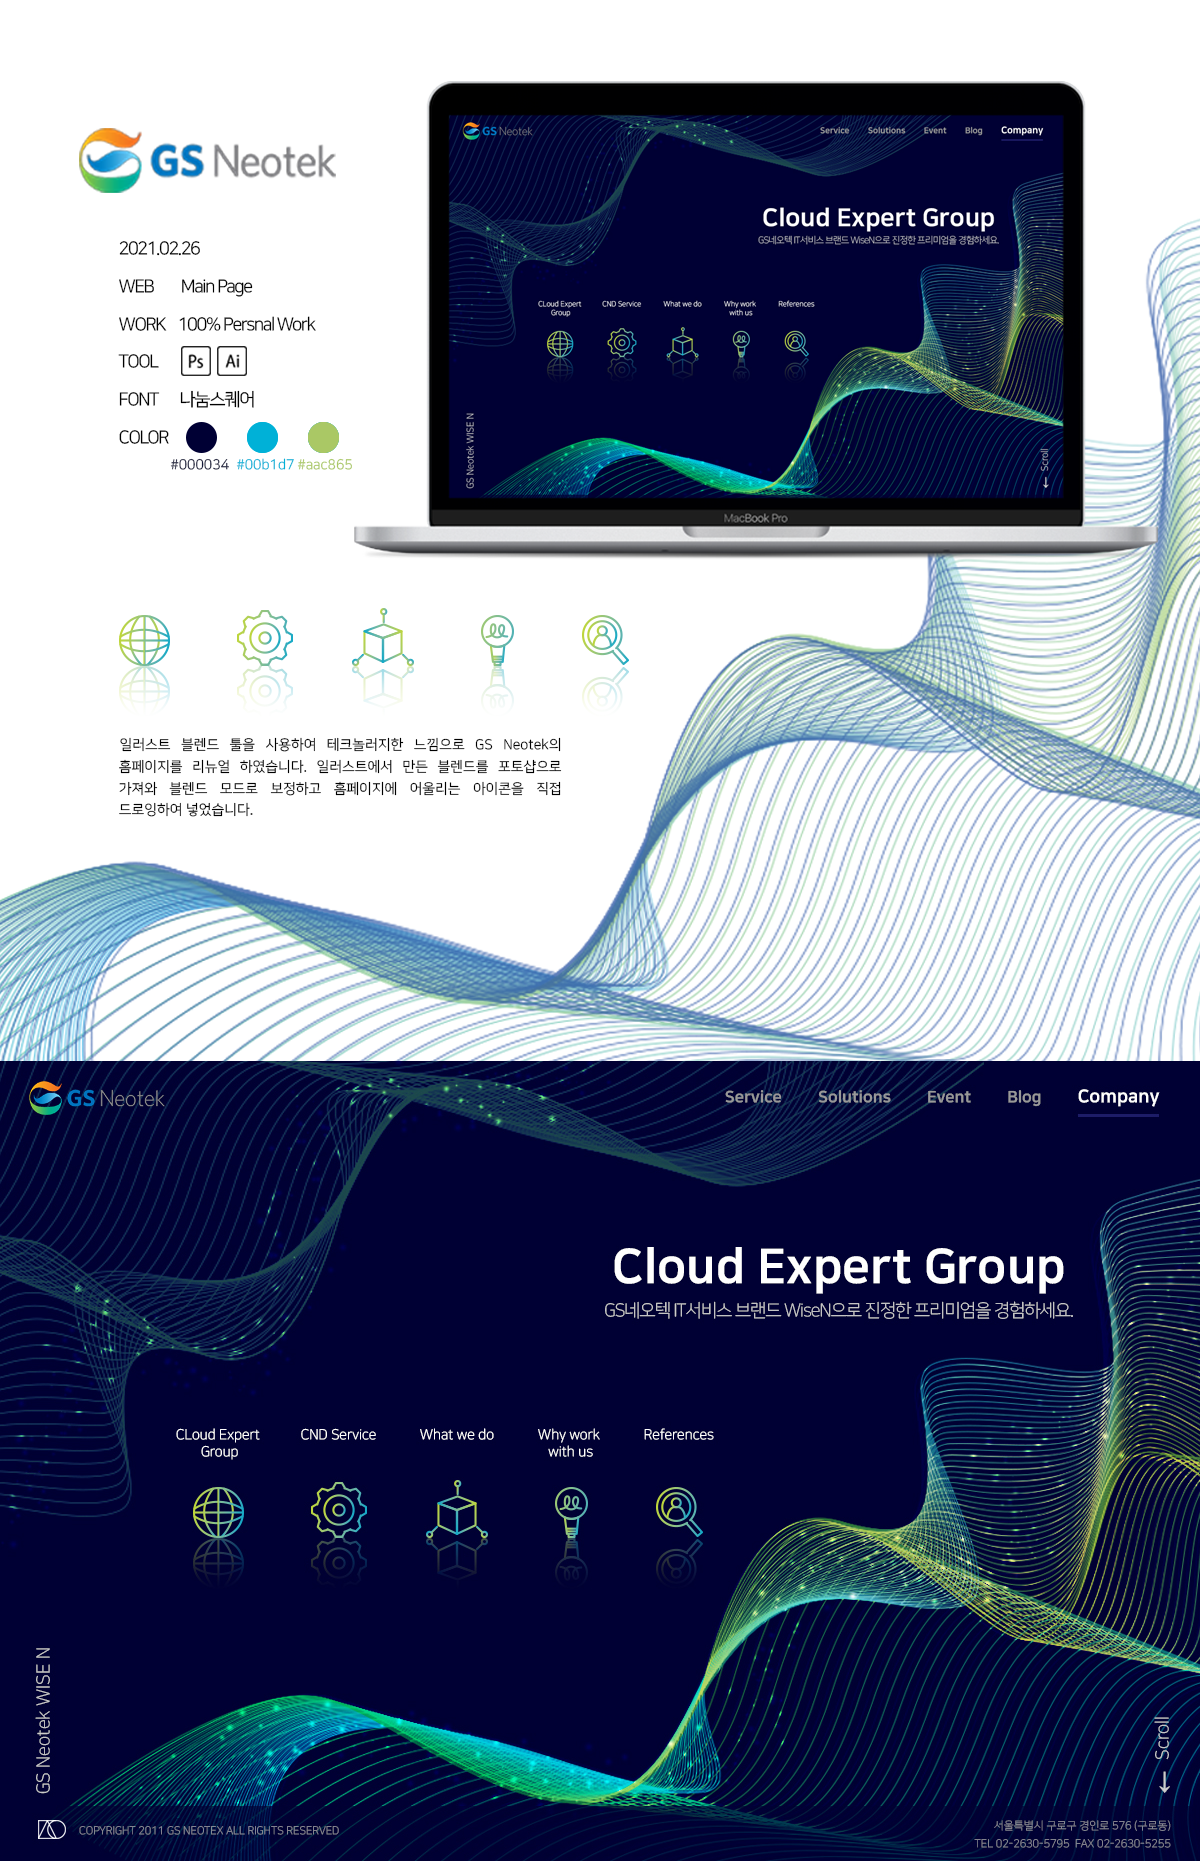 GS Neotek
2021.02.26
WEB Main Page
WORK 100% Persnal Work
TOOL Ps Ai
FONT 나눔스퀘어
COLOR
#000034 #00b1d7 #aac865
GS Neotek
Service Solutions Event Blog Company
Cloud Expert Group
GS네오텍 IT서비스 브랜드 WiseN으로 진정한 프리미엄을 경험하세요.
CLoud Expert Group
CND Service
What we do
Why work with us
References
GS Neotek WISE N
Scroll
MacBook Pro
일러스트 블렌드 툴을 사용하여 테크놀러지한 느낌으로 GS Neotek의
홈페이지를 리뉴얼 하였습니다. 일러스트에서 만든 블렌드를 포토샵으로
가져와 블렌드 모드로 보정하고 홈페이지에 어울리는 아이콘을 직접
드로잉하여 넣었습니다.
GS Neotek
Service Solutions Event Blog Company
Cloud Expert Group
GS네오텍 IT서비스 브랜드 WiseN으로 진정한 프리미엄을 경험하세요.
CLoud Expert Group
CND Service
What we do
Why work with us
References
GS Neotek WISE N
Scroll
COPYRIGHT 2011 GS NEOTEX ALL RIGHTS RESERVED
서울특별시 구로구 경인로 576 (구로동)
TEL 02-2630-5795 FAX 02-2630-5255